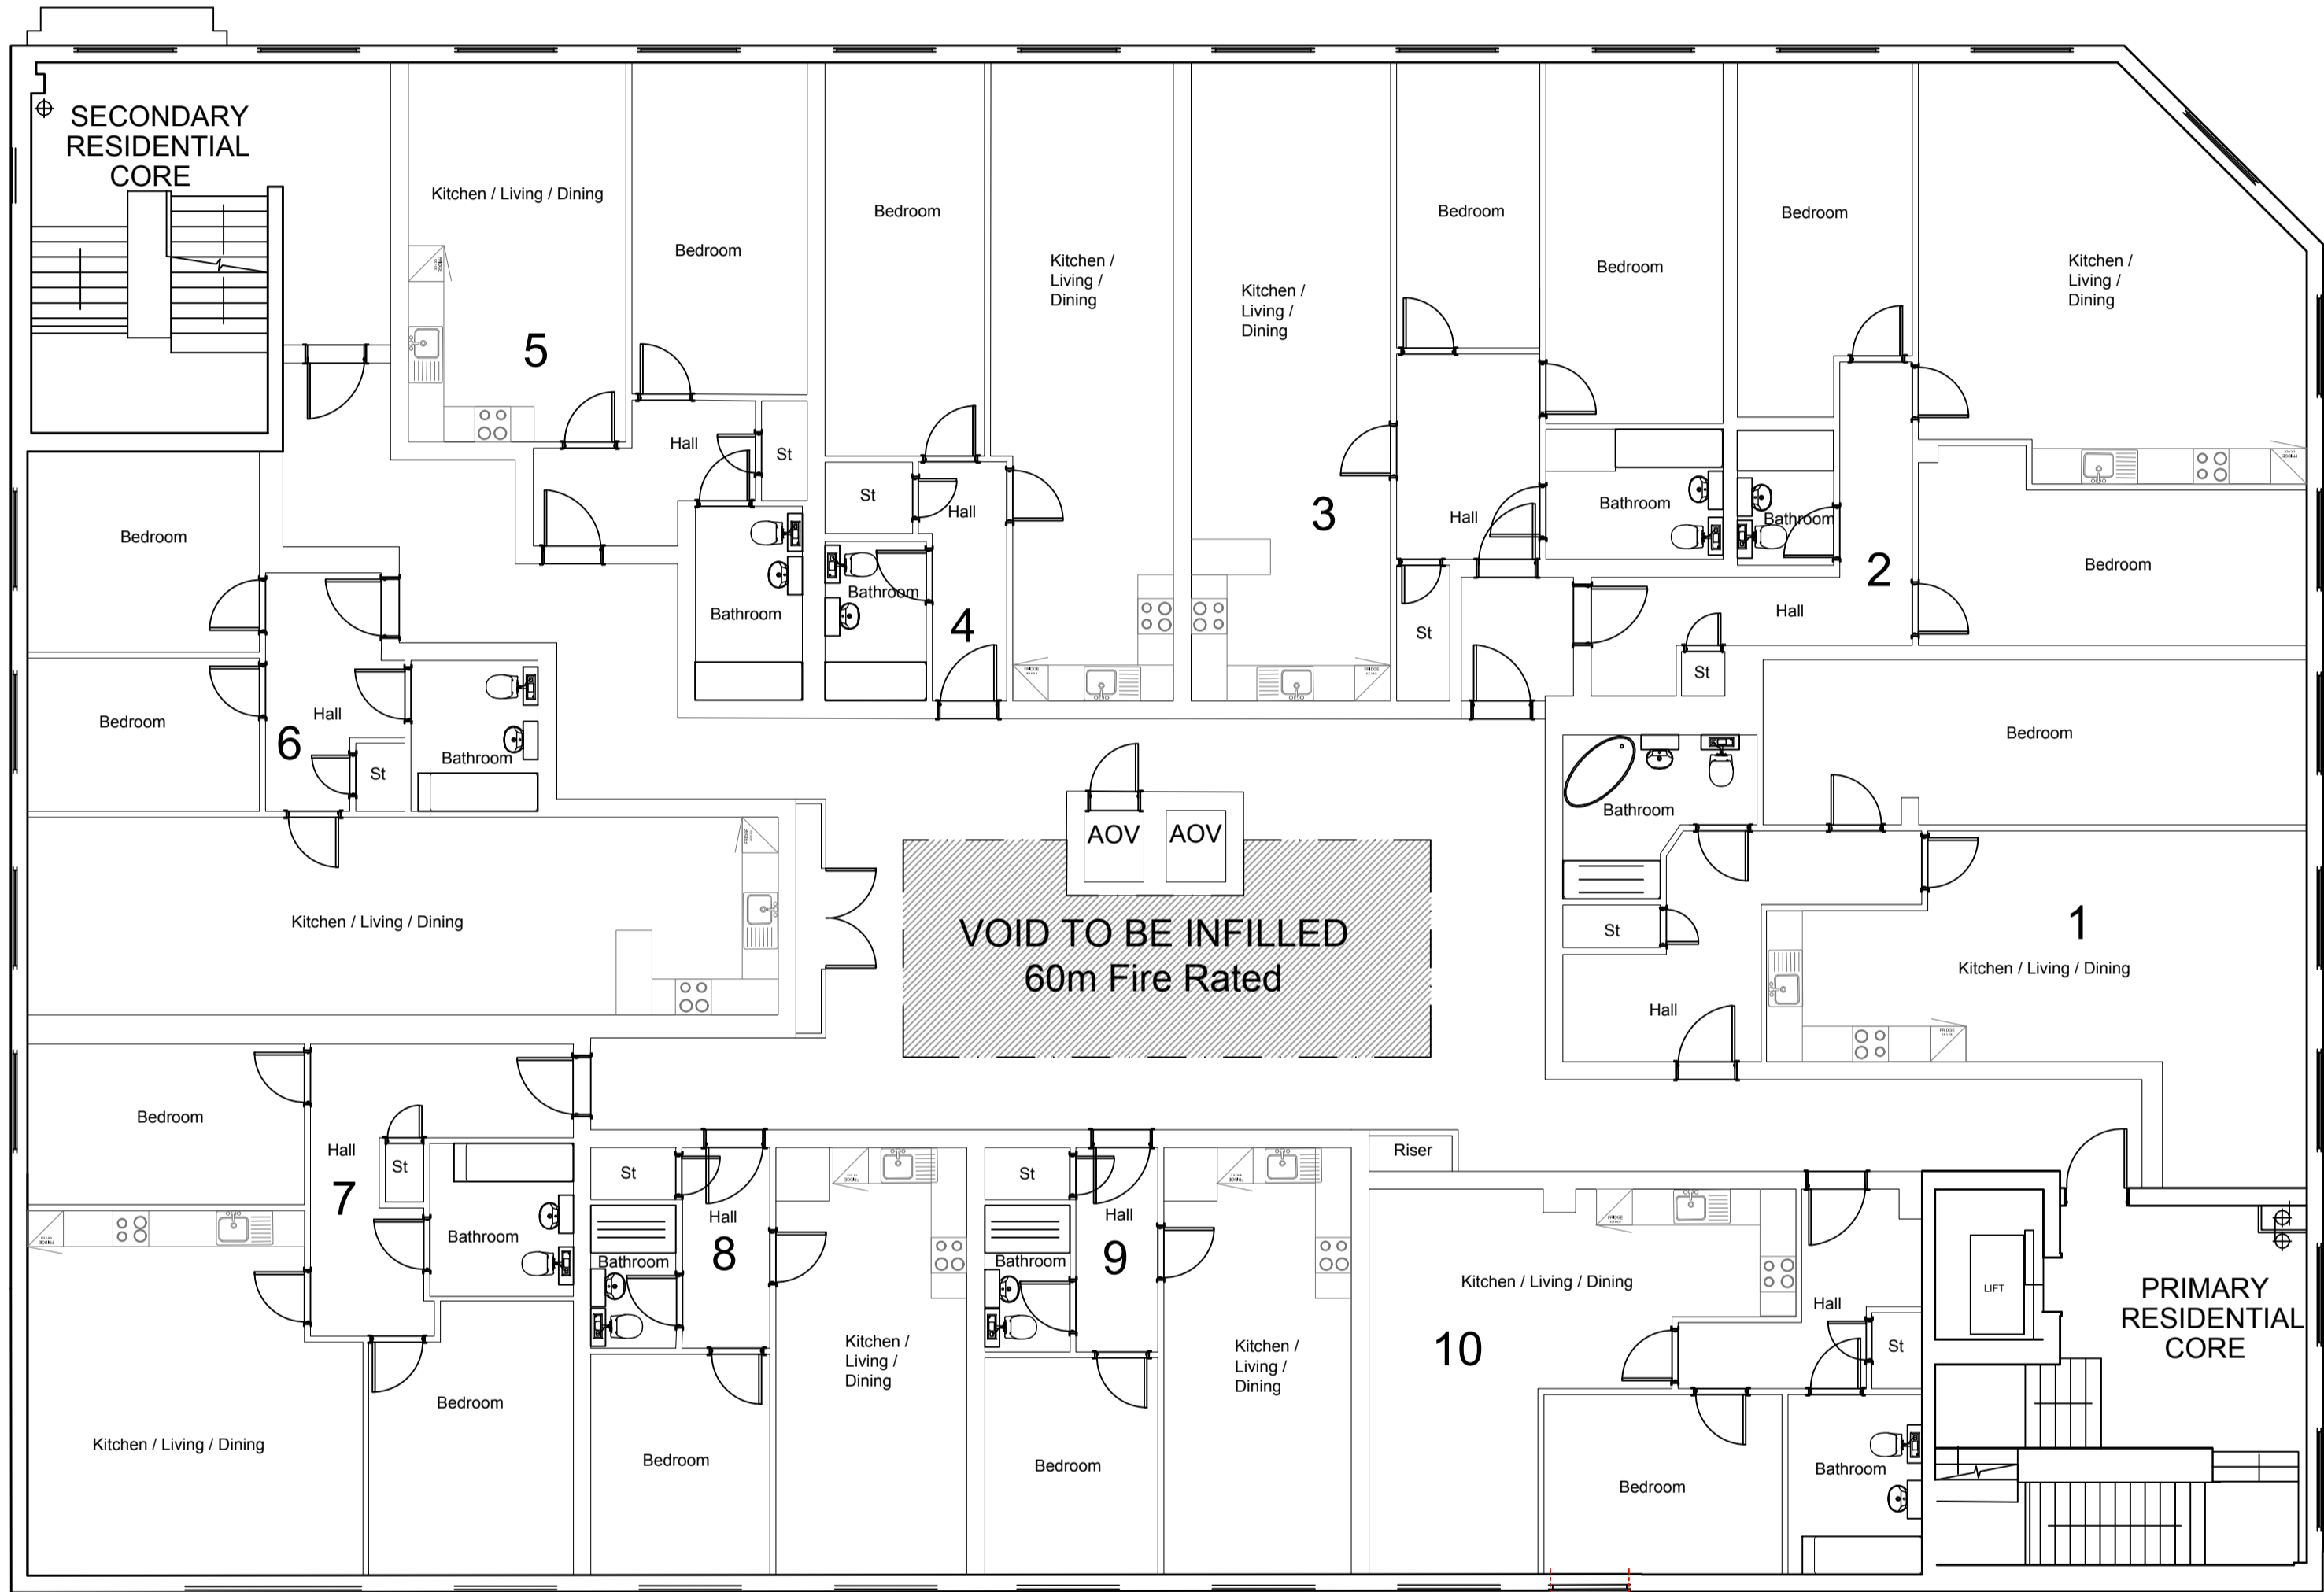 SECONDARY
RESIDENTIAL
CORE
Kitchen / Living / Dining
5
Bedroom
Hall
St
Bathroom
Bedroom
St
Hall
Bathroom
4
Kitchen /
Living /
Dining
Kitchen /
Living /
Dining
3
Bedroom
Hall
St
Bedroom
Bathroom
Bedroom
Bathroom
2
Hall
St
Kitchen /
Living /
Dining
Bedroom
Bedroom
Bedroom
Bedroom
Hall
6
St
Bathroom
Kitchen / Living / Dining
AOV
AOV
VOID TO BE INFILLED
60m Fire Rated
Bedroom
Bathroom
St
Hall
1
Kitchen / Living / Dining
Bedroom
Hall
7
St
Bathroom
Kitchen / Living / Dining
Bedroom
St
Hall
8
Bathroom
Kitchen /
Living /
Dining
Bedroom
St
Hall
9
Bathroom
Kitchen /
Living /
Dining
Bedroom
Riser
Kitchen / Living / Dining
10
Hall
St
Bedroom
Bathroom
LIFT
PRIMARY
RESIDENTIAL
CORE